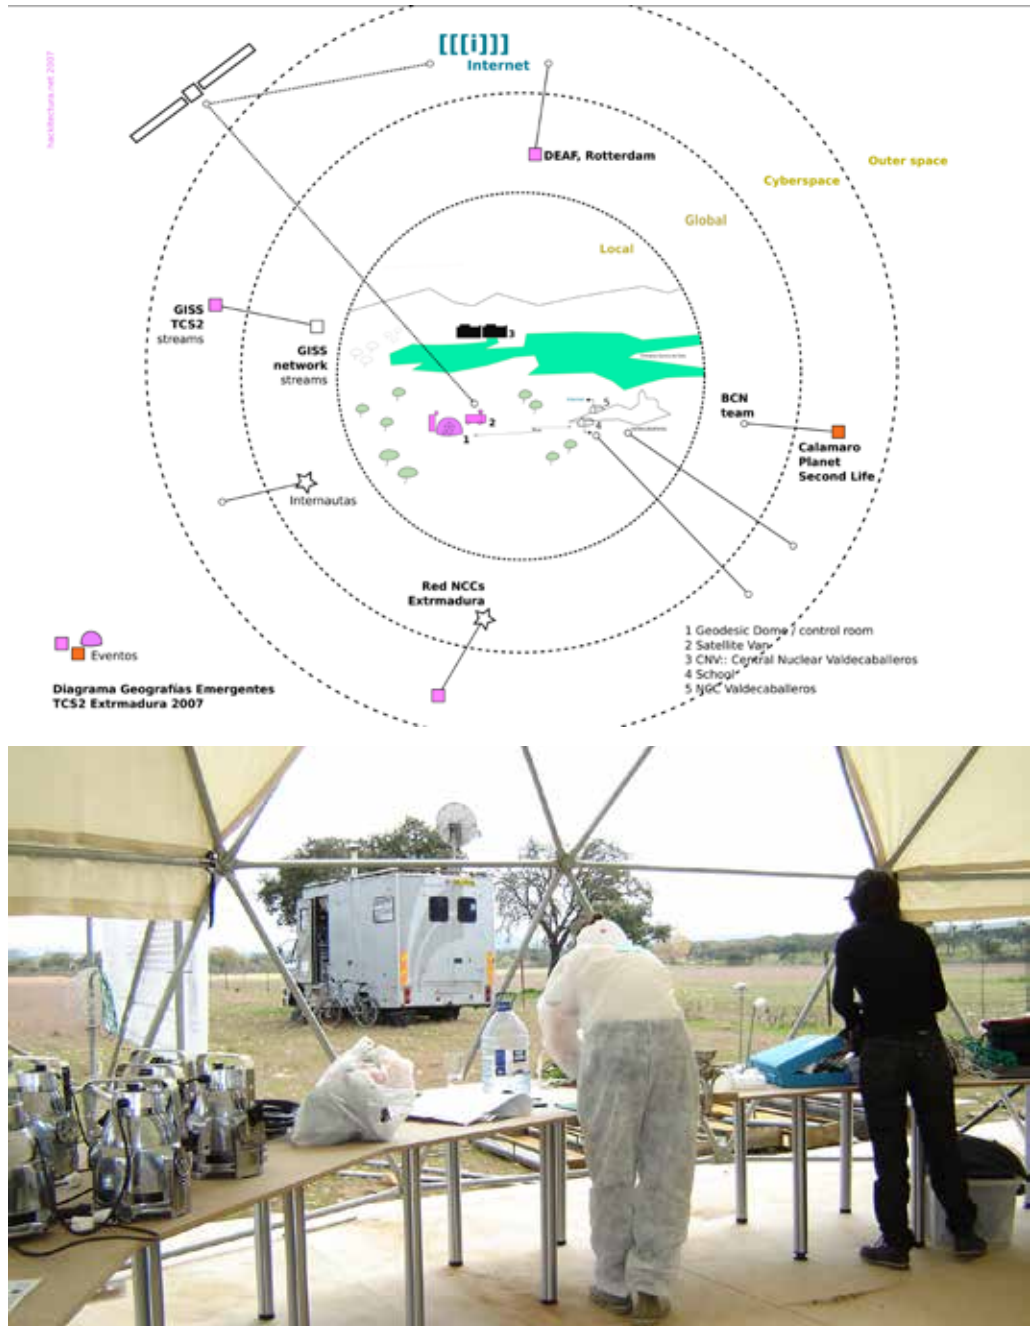 hackitectura.net 2007
[[[i]]]
Internet
DEAF, Rotterdam
Outer space
Cyberspace
Global
Local
GISS
TCS2
streams
GISS
network
streams
3
5
2
4
1
BCN
team
Calamaro
Planet
Second Life
Internautas
Red NCCs
Extrmadura
Eventos
Diagrama Geografías Emergentes
TCS2 Extrmadura 2007
1 Geodesic Dome / control room
2 Satellite Van
3 CNV:: Central Nuclear Valdecaballeros
4 School
5 NGC Valdecaballeros